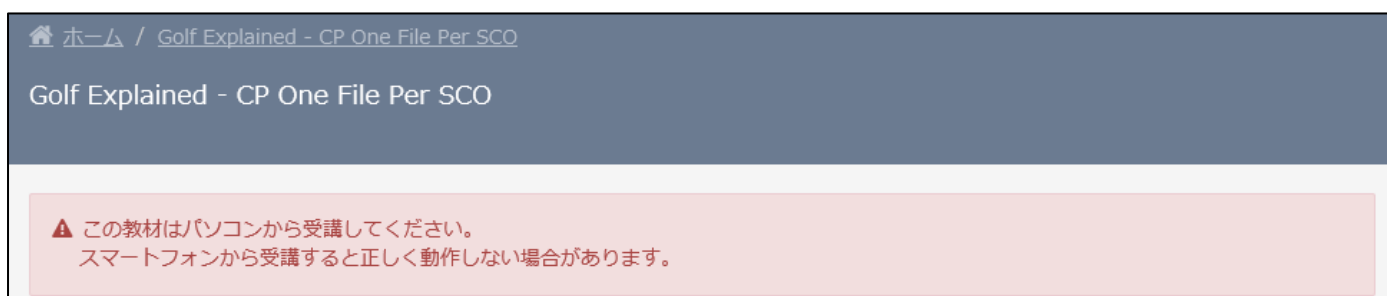 ホーム / Golf Explained - CP One File Per SCO
Golf Explained - CP One File Per SCO
この教材はパソコンから受講してください。
スマートフォンから受講すると正しく動作しない場合があります。